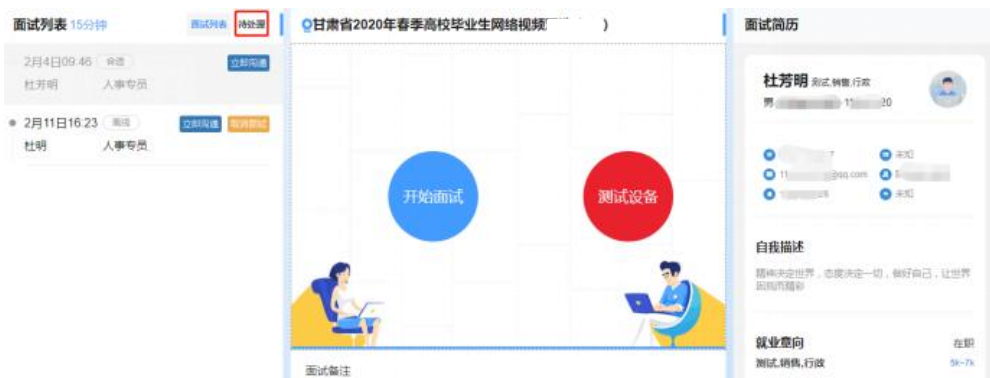 面试列表 15分钟
面试列表 待处理
2月4日09:46
立即沟通
杜芳明 人事专员
2月11日16:23 离线
立即沟通 取消面试
杜明 人事专员
甘肃省2020年春季高校毕业生网络视频 )
开始面试
测试设备
面试备注
面试简历
杜芳明 测试,销售,行政
男 11 20
未知
11 @qq.com
未知
自我描述
精神决定世界，态度决定一切，做好自己，让世界
因我而精彩
就业意向 在职
测试,销售,行政 5k-7k